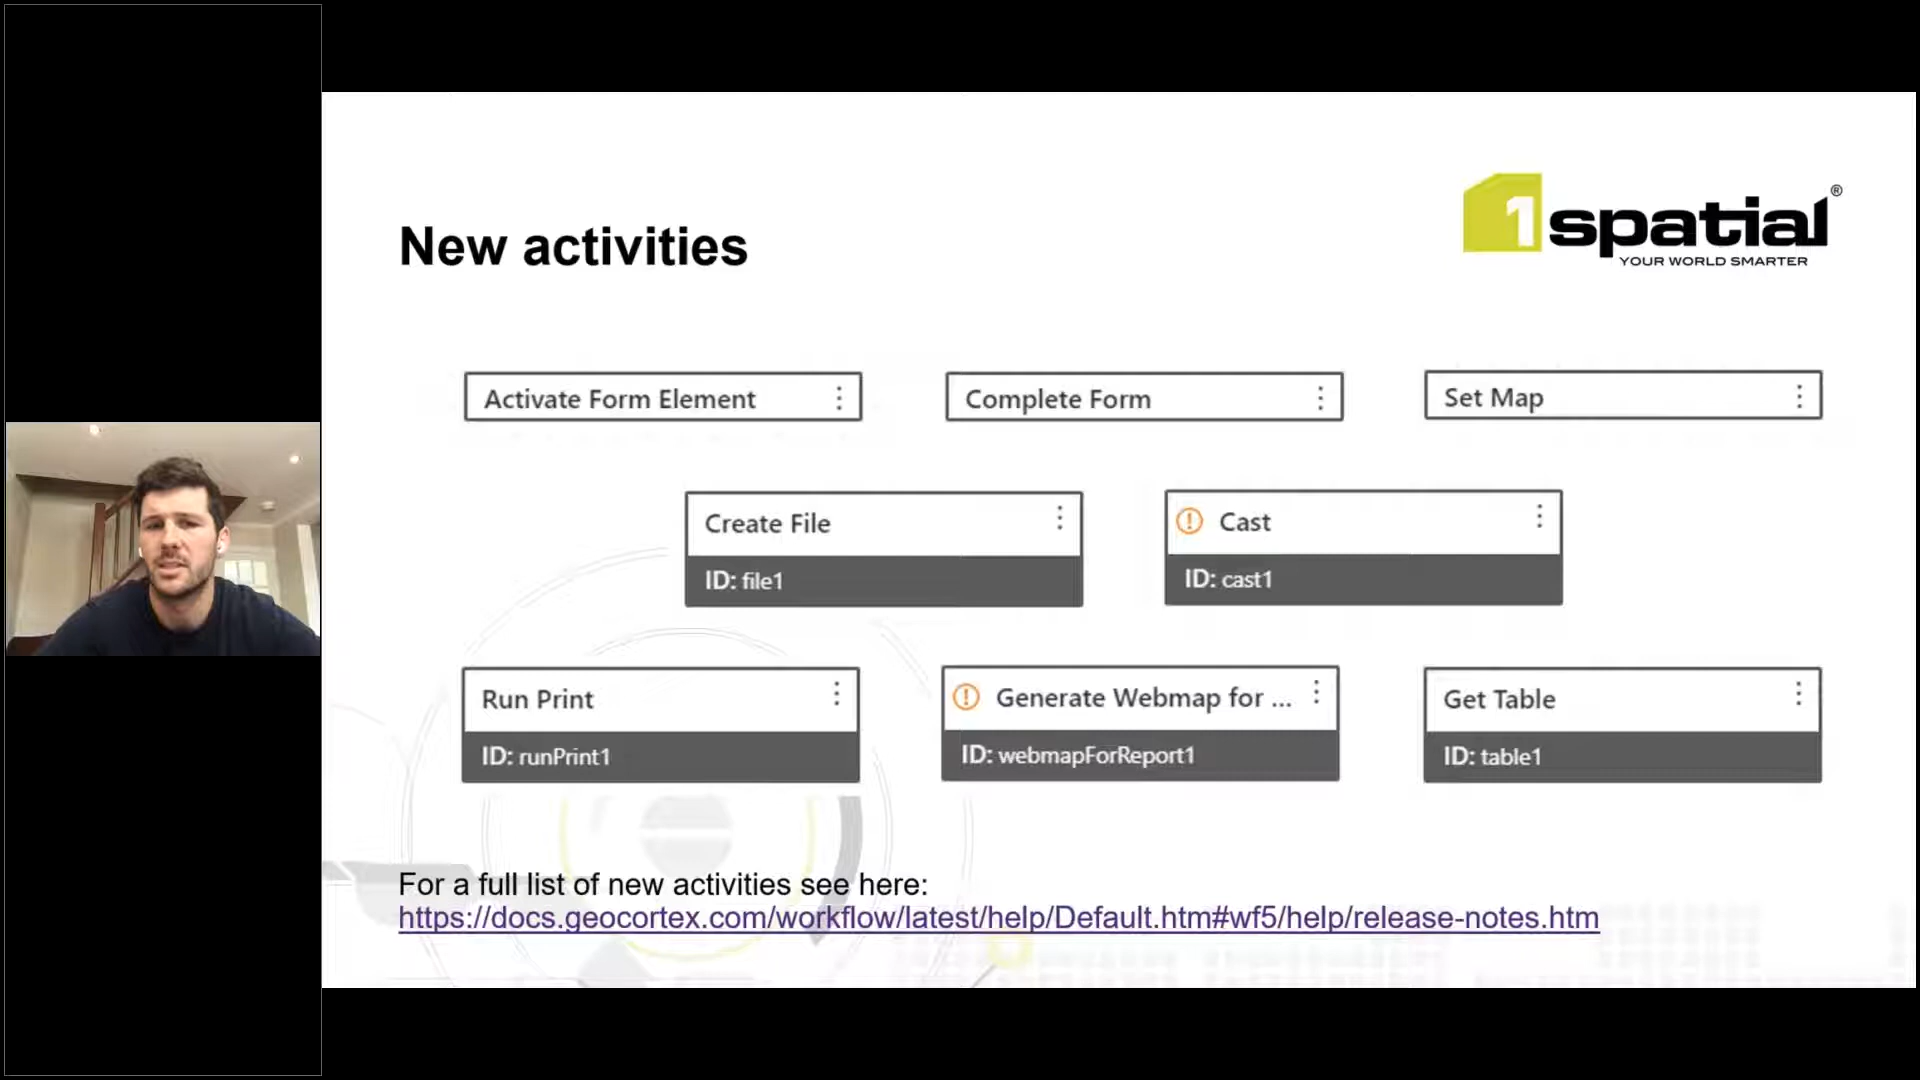 1spatial®
YOUR WORLD SMARTER
New activities
Activate Form Element
Complete Form
Set Map
Create File
ID: file1
Cast
ID: cast1
Run Print
ID: runPrint1
Generate Webmap for ...
ID: webmapForReport1
Get Table
ID: table1
For a full list of new activities see here:
https://docs.geocortex.com/workflow/latest/help/Default.htm#wf5/help/release-notes.htm